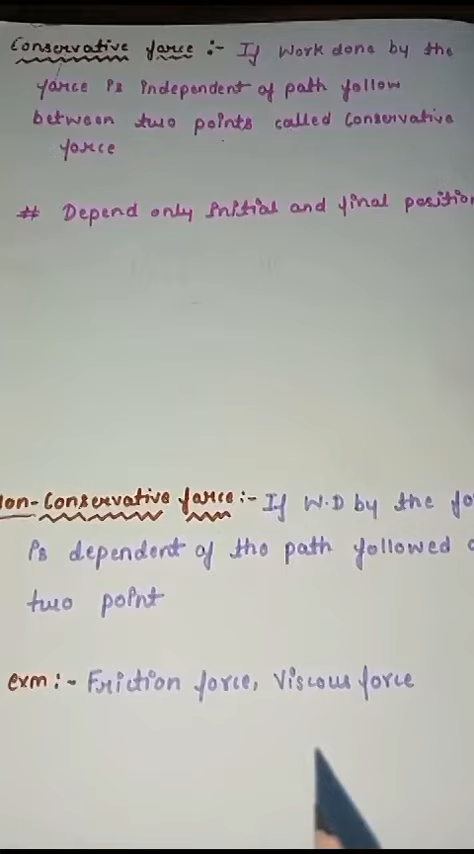 Conservative force :- If Work done by the
force is independent of path follow
between two points called Conservative
force
# Depend only initial and final position
Non-Conservative force :- If W.D by the fo
is dependent of the path followed
two point
exm :- Friction force, Viscous force